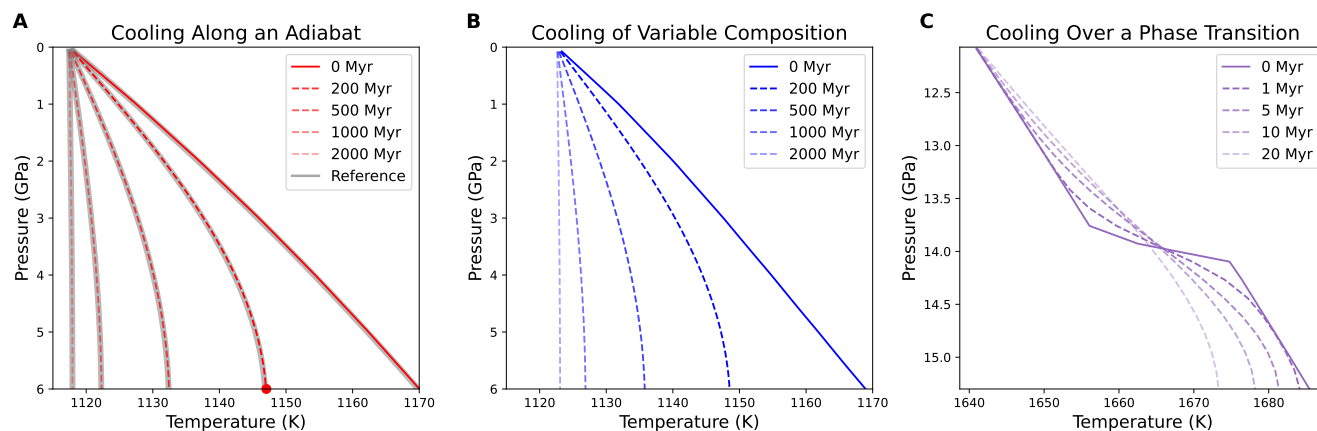 A
Cooling Along an Adiabat
0 Myr
200 Myr
500 Myr
1000 Myr
2000 Myr
Reference
Pressure (GPa)
0
1
2
3
4
5
6
1120
1130
1140
1150
1160
1170
Temperature (K)
B
Cooling of Variable Composition
0 Myr
200 Myr
500 Myr
1000 Myr
2000 Myr
Pressure (GPa)
0
1
2
3
4
5
6
1120
1130
1140
1150
1160
1170
Temperature (K)
C
Cooling Over a Phase Transition
0 Myr
1 Myr
5 Myr
10 Myr
20 Myr
Pressure (GPa)
12.5
13.0
13.5
14.0
14.5
15.0
1640
1650
1660
1670
1680
Temperature (K)